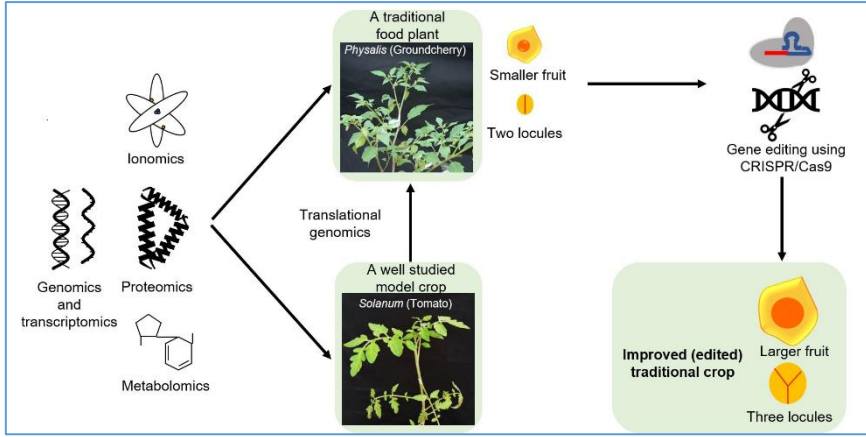 Ionomics
Genomics
and
transcriptomics
Proteomics
Metabolomics
A traditional
food plant
Physalis (Groundcherry)
Translational
genomics
A well studied
model crop
Solanum (Tomato)
Smaller fruit
Two locules
Gene editing using
CRISPR/Cas9
Improved (edited)
traditional crop
Larger fruit
Three locules